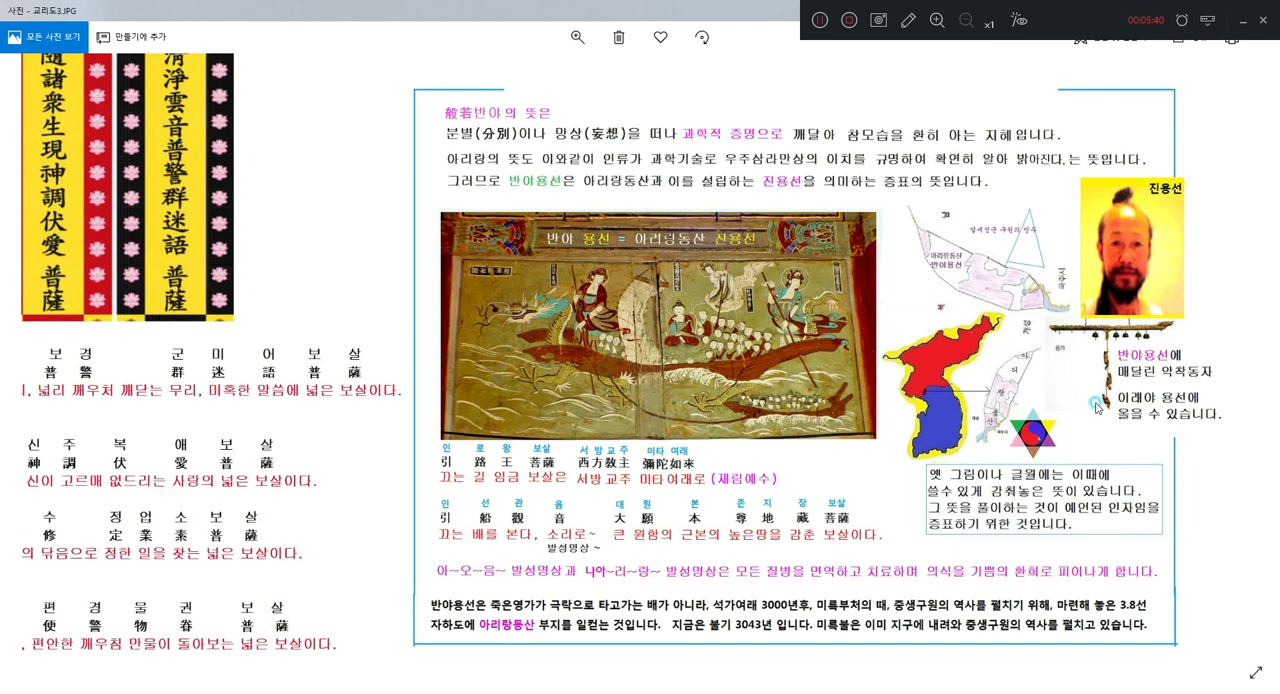 사진 - 교리도3.JPG
00:05:40
모든 사진 보기
만들기에 추가
x1
隨諸衆生現神調伏愛 普薩
清淨雲音普警群迷語 普薩
보 경 군 미 어 보 살
普 警 群 迷 語 普 薩
넓리 깨우처 깨닫는 무리, 미혹한 말씀에 넓은 보살이다.
신 주 복 애 보 살
神 調 伏 愛 普 薩
신이 고르매 없드리는 사랑의 넓은 보살이다.
수 정 업 소 보 살
修 定 業 素 普 薩
의 닦음으로 정한 일을 찾는 넓은 보살이다.
편 경 물 권 보 살
便 警 物 眷 普 薩
, 편안한 깨우침 만물이 돌아보는 넓은 보살이다.
般若반야의 뜻은
분별(分別)이나 망상(妄想)을 떠나 과학적 증명으로 깨달아 참모습을 환히 아는 지혜입니다.
아리랑의 뜻도 이와같이 인류가 과학기술로 우주삼라만상의 이치를 규명하여 확연히 알아 밝아진다. 는 뜻입니다.
그러므로 반야용선은 아리랑동산과 이를 설립하는 진용선을 의미하는 증표의 뜻입니다.
반야 용선 = 아리랑동산 진용선
진용선
아리랑동산
반야용선
반야용선에
매달린 악착동자
이래야 용선에
올을 수 있습니다.
인 로 왕 보살 서 방 교 주 미타 여래
引 路 王 菩薩 西方敎主 彌陀如來
끄는 길 임금 보살은 서방교주 미타여래로 (재림예수)
인 선 관 음 대 원 본 존 지 장 보살
引 船 觀 音 大 願 本 尊 地 藏 菩薩
끄는 배를 본다, 소리로~ 큰 원함의 근본의 높은땅을 감춘 보살이다.
발성명상 ~
옛 그림이나 글월에는 이때에
쓸수 있게 감춰놓은 뜻이 있습니다.
그 뜻을 풀이하는 것이 예언된 인자임을
증표하기 위한 것입니다.
아~오~음~ 발성명상과 나아~리~랑~ 발성명상은 모든 질병을 면역하고 치료하며 의식을 기쁨의 환희로 피어나게 합니다.
반야용선은 죽은영가가 극락으로 타고가는 배가 아니라, 석가여래 3000년후, 미륵부처의 때, 중생구원의 역사를 펼치기 위해, 마련해 놓은 3.8선
자하도에 아리랑동산 부지를 일컫는 것입니다. 지금은 불기 3043년 입니다. 미륵불은 이미 지구에 내려와 중생구원의 역사를 펼치고 있습니다.